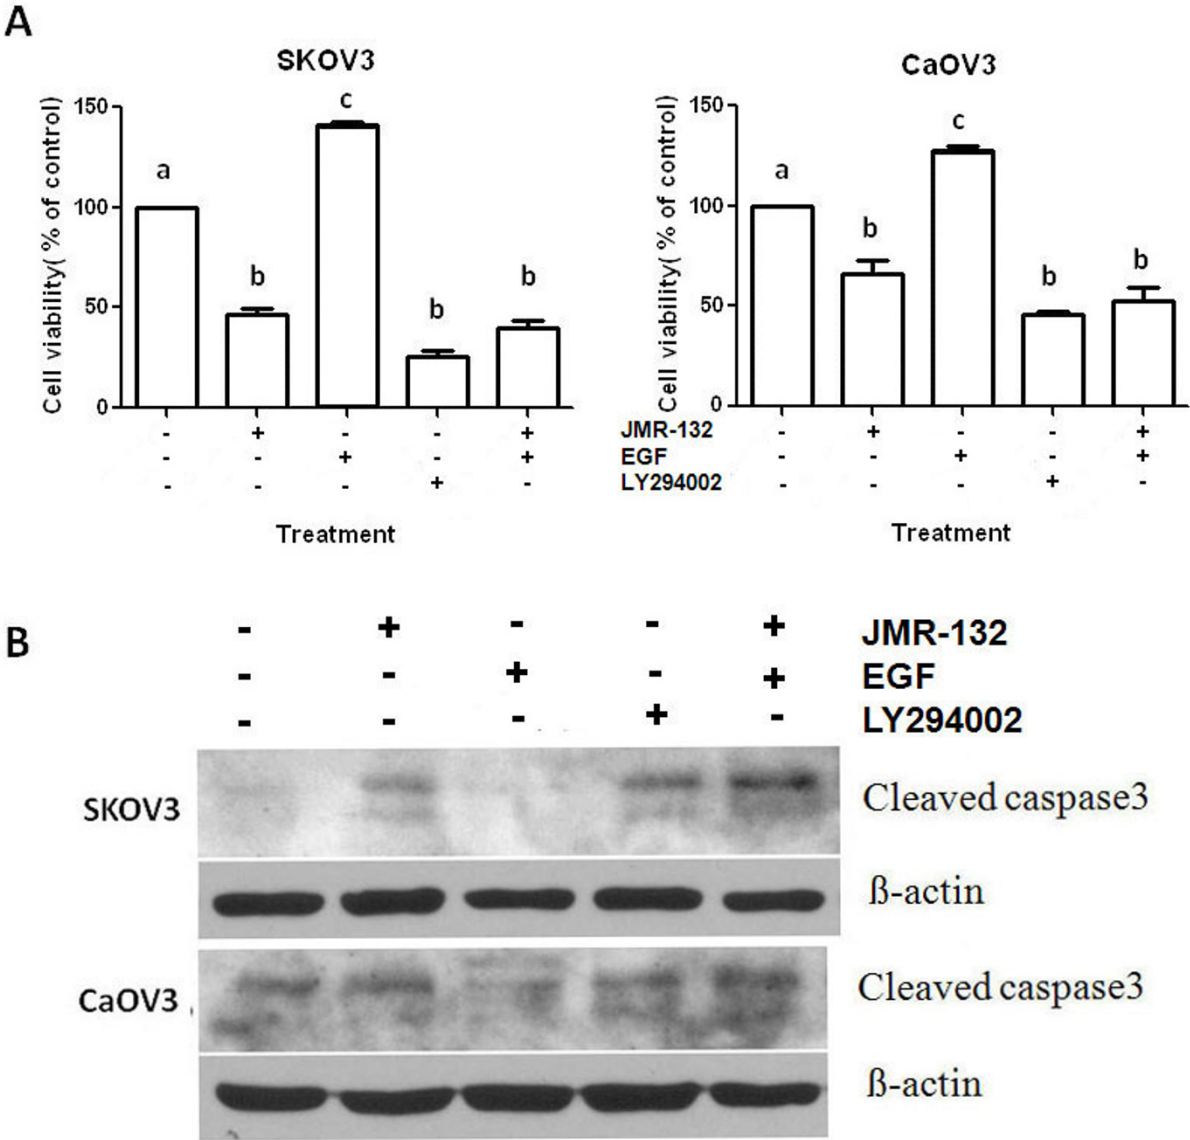 A
SKOV3
CaOV3
Cell viability( % of control)
150
100
50
0
a
b
c
b
b
Cell viability( % of control)
150
100
50
0
a
b
c
b
b
- + - - + JMR-132 - + - - +
- - + - + EGF - - + - +
- - - + - LY294002 - - - + -
Treatment
Treatment
B
- + - - + JMR-132
- - + - + EGF
- - - + - LY294002
SKOV3
Cleaved caspase3
ß-actin
CaOV3
Cleaved caspase3
ß-actin